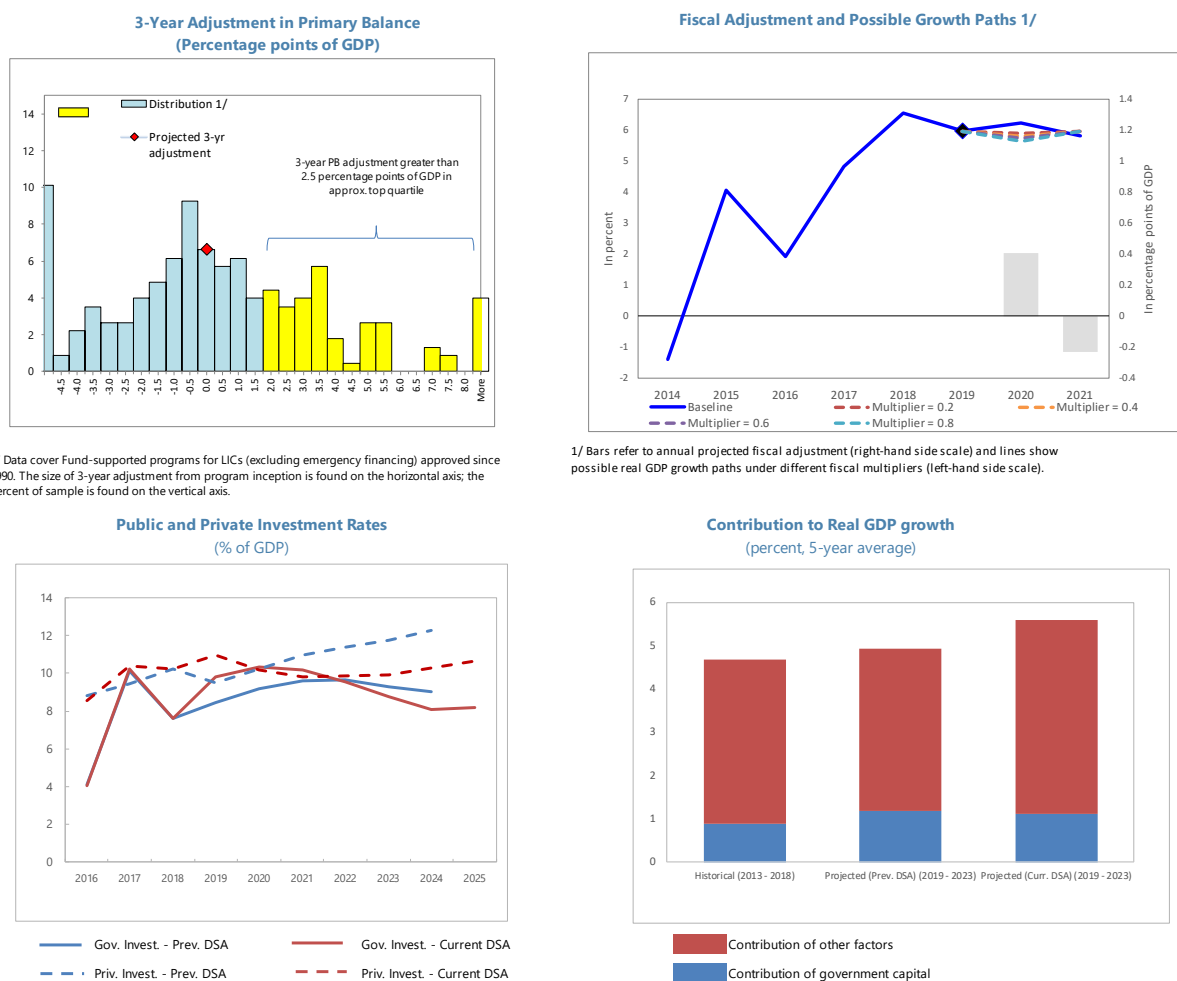 3-Year Adjustment in Primary Balance
(Percentage points of GDP)
Distribution 1/
Projected 3-yr
adjustment
3-year PB adjustment greater than
2.5 percentage points of GDP in
approx. top quartile
14
12
10
8
6
4
2
0
-4.5
-4.0
-3.5
-3.0
-2.5
-2.0
-1.5
-1.0
-0.5
0.0
0.5
1.0
1.5
2.0
2.5
3.0
3.5
4.0
4.5
5.0
5.5
6.0
6.5
7.0
7.5
8.0
More
Data cover Fund-supported programs for LICs (excluding emergency financing) approved since
990. The size of 3-year adjustment from program inception is found on the horizontal axis; the
ercent of sample is found on the vertical axis.
Fiscal Adjustment and Possible Growth Paths 1/
7
6
5
4
3
2
1
0
-1
-2
In percent
1.4
1.2
1
0.8
0.6
0.4
0.2
0
-0.2
-0.4
In percentage points of GDP
2014 2015 2016 2017 2018 2019 2020 2021
Baseline Multiplier = 0.2 Multiplier = 0.4
Multiplier = 0.6 Multiplier = 0.8
1/ Bars refer to annual projected fiscal adjustment (right-hand side scale) and lines show
possible real GDP growth paths under different fiscal multipliers (left-hand side scale).
Public and Private Investment Rates
(% of GDP)
14
12
10
8
6
4
2
0
2016 2017 2018 2019 2020 2021 2022 2023 2024 2025
Gov. Invest. - Prev. DSA Gov. Invest. - Current DSA
Priv. Invest. - Prev. DSA Priv. Invest. - Current DSA
Contribution to Real GDP growth
(percent, 5-year average)
6
5
4
3
2
1
0
Historical (2013 - 2018) Projected (Prev. DSA) (2019 - 2023) Projected (Curr. DSA) (2019 - 2023)
Contribution of other factors
Contribution of government capital